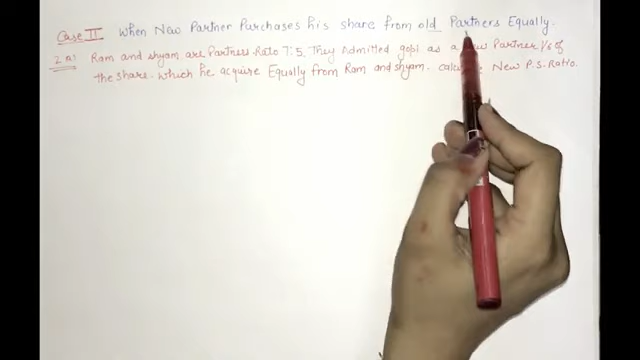 Case II When New Partner Purchases his share from old Partners Equally.
2 a) Ram and shyam are Partners Rato 7:5. They Admitted gopi as a New Partner 1/6 of
the share. which he acquire Equally from Ram and shyam. New P.S. Ratio.